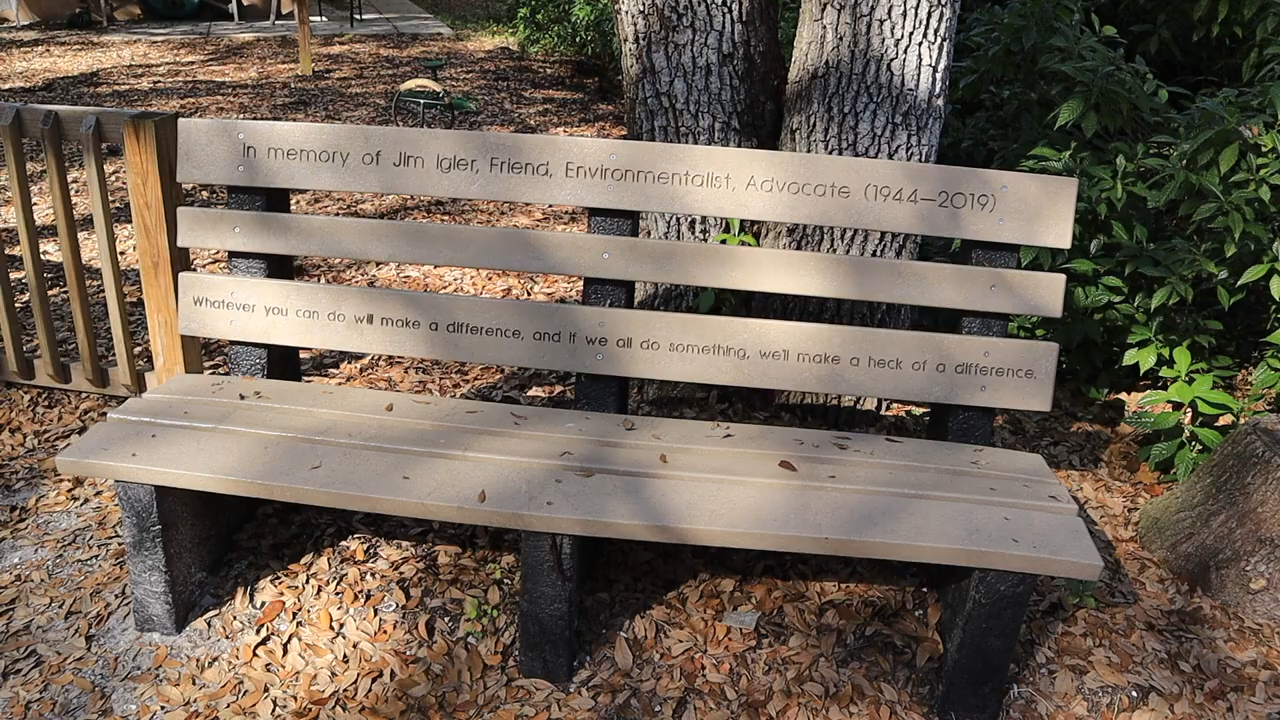 In memory of Jim Igler, Friend, Environmentalist, Advocate (1944—2019)
Whatever you can do will make a difference, and if we all do something, we'll make a heck of a difference.